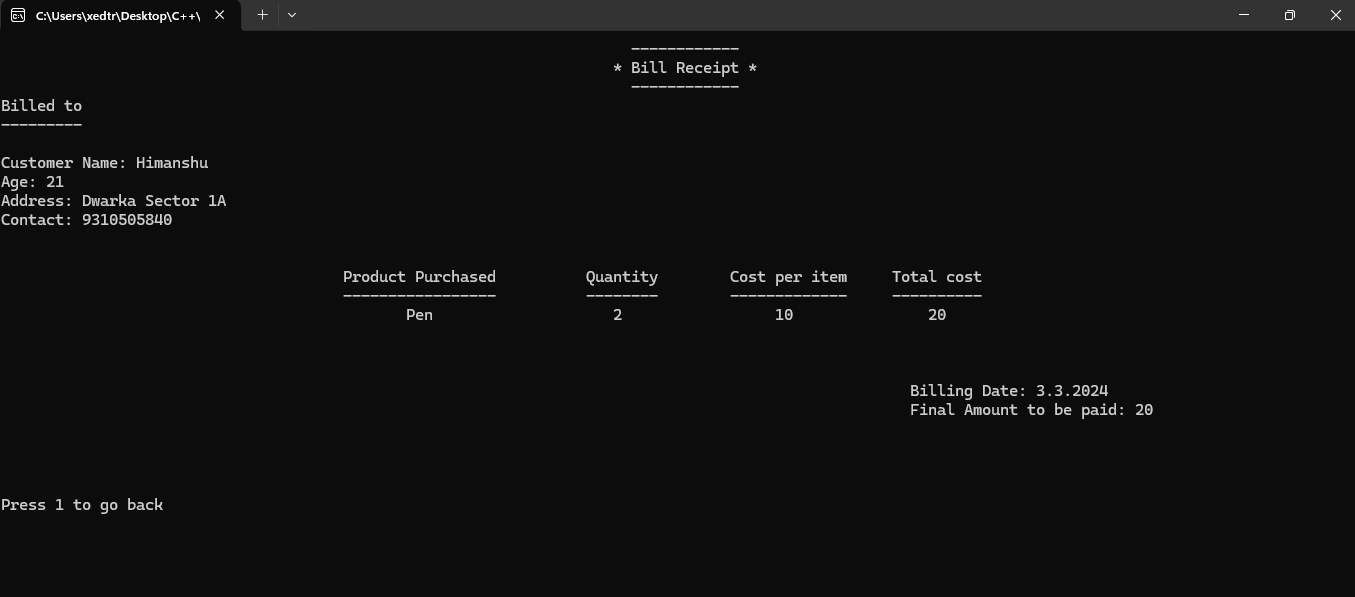 C:\Users\xedtr\Desktop\C++\
------------
* Bill Receipt *
------------
Billed to
---------
Customer Name: Himanshu
Age: 21
Address: Dwarka Sector 1A
Contact: 9310505840
Product Purchased Quantity Cost per item Total cost
----------------- -------- ------------- ----------
Pen 2 10 20
Billing Date: 3.3.2024
Final Amount to be paid: 20
Press 1 to go back